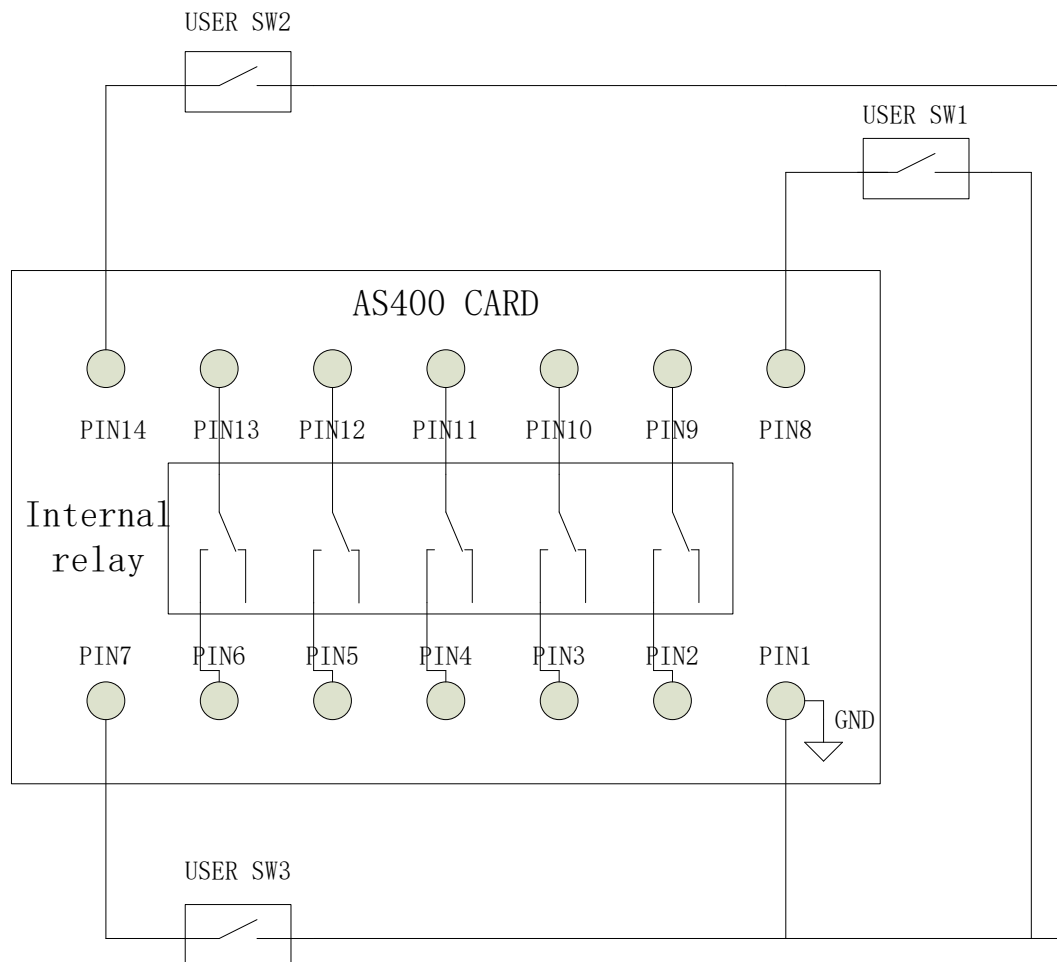 USER SW2
USER SW1
AS400 CARD
PIN14 PIN13 PIN12 PIN11 PIN10 PIN9 PIN8
Internal
relay
PIN7 PIN6 PIN5 PIN4 PIN3 PIN2 PIN1
GND
USER SW3